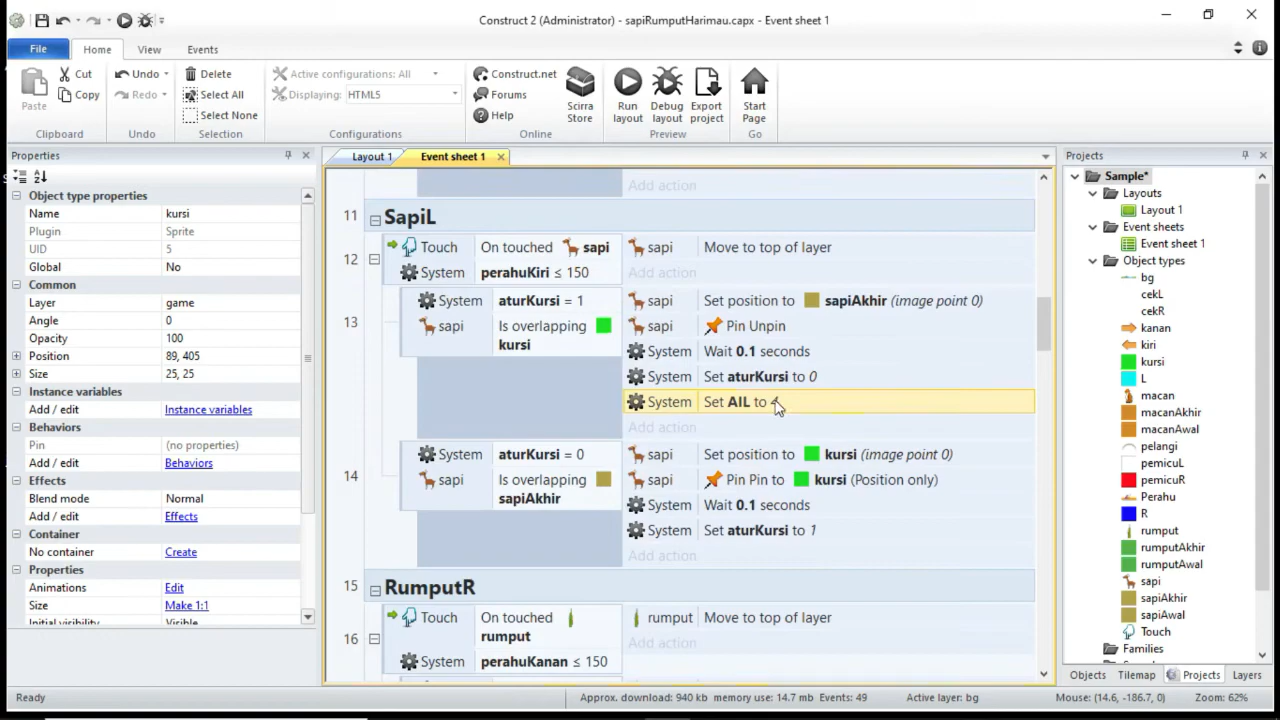 Construct 2 (Administrator) - sapiRumputHarimau.capx - Event sheet 1
File Home View Events
Paste Cut Copy Undo Redo Delete Select All Select None
Active configurations: All
Displaying: HTML5
Construct.net Forums Help
Scirra Store Run layout Debug layout Export project Start Page
Clipboard Undo Selection Configurations Online Preview Go
Properties
Object type properties
Name kursi
Plugin Sprite
UID 5
Global No
Common
Layer game
Angle 0
Opacity 100
Position 89, 405
Size 25, 25
Instance variables
Add / edit Instance variables
Behaviors
Pin (no properties)
Add / edit Behaviors
Effects
Blend mode Normal
Add / edit Effects
Container
No container Create
Properties
Animations Edit
Size Make 1:1
Initial visibility Visible
Layout 1 Event sheet 1
Add action
11 SapiL
12 Touch On touched sapi sapi Move to top of layer
System perahuKiri ≤ 150 Add action
13 System aturKursi = 1 sapi Set position to sapiAkhir (image point 0)
sapi Is overlapping kursi sapi Pin Unpin
System Wait 0.1 seconds
System Set aturKursi to 0
System Set AIL to
Add action
14 System aturKursi = 0 sapi Set position to kursi (image point 0)
sapi Is overlapping sapiAkhir sapi Pin Pin to kursi (Position only)
System Wait 0.1 seconds
System Set aturKursi to 1
Add action
15 RumputR
16 Touch On touched rumput rumput Move to top of layer
Add action
System perahuKanan ≤ 150
Projects
Sample*
Layouts
Layout 1
Event sheets
Event sheet 1
Object types
bg
cekL
cekR
kanan
kiri
kursi
L
macan
macanAkhir
macanAwal
pelangi
pemicuL
pemicuR
Perahu
R
rumput
rumputAkhir
rumputAwal
sapi
sapiAkhir
sapiAwal
Touch
Families
Objects Tilemap Projects Layers
Ready Approx. download: 940 kb memory use: 14.7 mb Events: 49 Active layer: bg Mouse: (14.6, -186.7, 0) Zoom: 62%